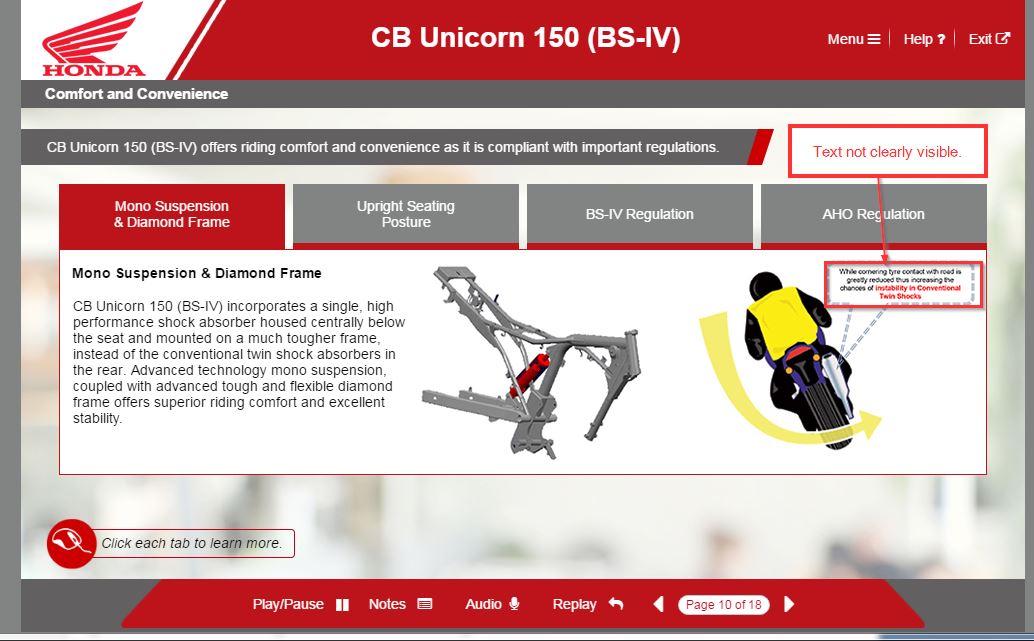 HONDA
CB Unicorn 150 (BS-IV)
Menu
Help ?
Exit
Comfort and Convenience
CB Unicorn 150 (BS-IV) offers riding comfort and convenience as it is compliant with important regulations.
Text not clearly visible.
Mono Suspension
& Diamond Frame
Upright Seating
Posture
BS-IV Regulation
AHO Regulation
Mono Suspension & Diamond Frame
CB Unicorn 150 (BS-IV) incorporates a single, high
performance shock absorber housed centrally below
the seat and mounted on a much tougher frame,
instead of the conventional twin shock absorbers in
the rear. Advanced technology mono suspension,
coupled with advanced tough and flexible diamond
frame offers superior riding comfort and excellent
stability.
While cornering tyre contact with road is
greatly reduced thus increasing the
chances of instability in Conventional
Twin Shocks
Click each tab to learn more.
Play/Pause
Notes
Audio
Replay
Page 10 of 18